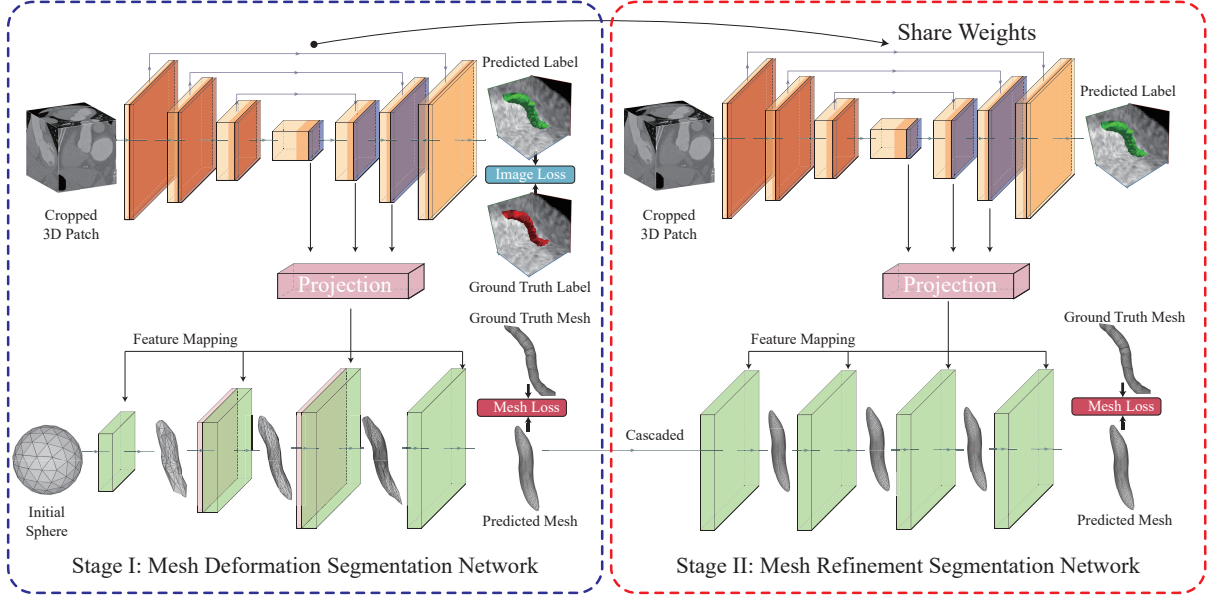 Share Weights
Predicted Label
Image Loss
Cropped
3D Patch
Ground Truth Label
Projection
Ground Truth Mesh
Feature Mapping
Mesh Loss
Initial
Sphere
Predicted Mesh
Stage I: Mesh Deformation Segmentation Network
Cascaded
Predicted Label
Cropped
3D Patch
Projection
Ground Truth Mesh
Feature Mapping
Mesh Loss
Predicted Mesh
Stage II: Mesh Refinement Segmentation Network